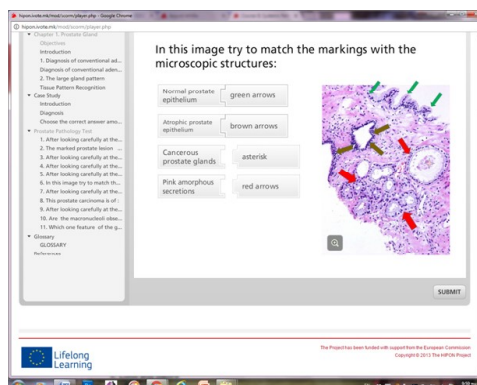 hipon.ivote.mk/mod/scorm/player.php - Google Chrome
hipon.ivote.mk/mod/scorm/player.php
Chapter 1. Prostate Gland
Objectives
Introduction
1. Diagnosis of conventional ad...
Diagnosis of conventional aden...
2. The large gland pattern
Tissue Pattern Recognition
Case Study
Introduction
Diagnosis
Choose the correct answer amo...
Prostate Pathology Test
1. After looking carefully at the...
2. The marked prostate lesion ...
3. After looking carefully at the...
4. After looking carefully at the...
5. After looking carefully at the...
6. In this image try to match th...
7. After looking carefully at the...
8. This prostate carcinoma is of :
9. After looking carefully at the...
10. Are the macronucleoli obse...
11. Which one feature of the g...
Glossary
GLOSSARY
References
In this image try to match the markings with the
microscopic structures:
Normal prostate
epithelium
green arrows
Atrophic prostate
epithelium
brown arrows
Cancerous
prostate glands
asterisk
Pink amorphous
secretions
red arrows
SUBMIT
Lifelong
Learning
The Project has been funded with support from the European Commission
Copyright © 2013 The HIPON Project